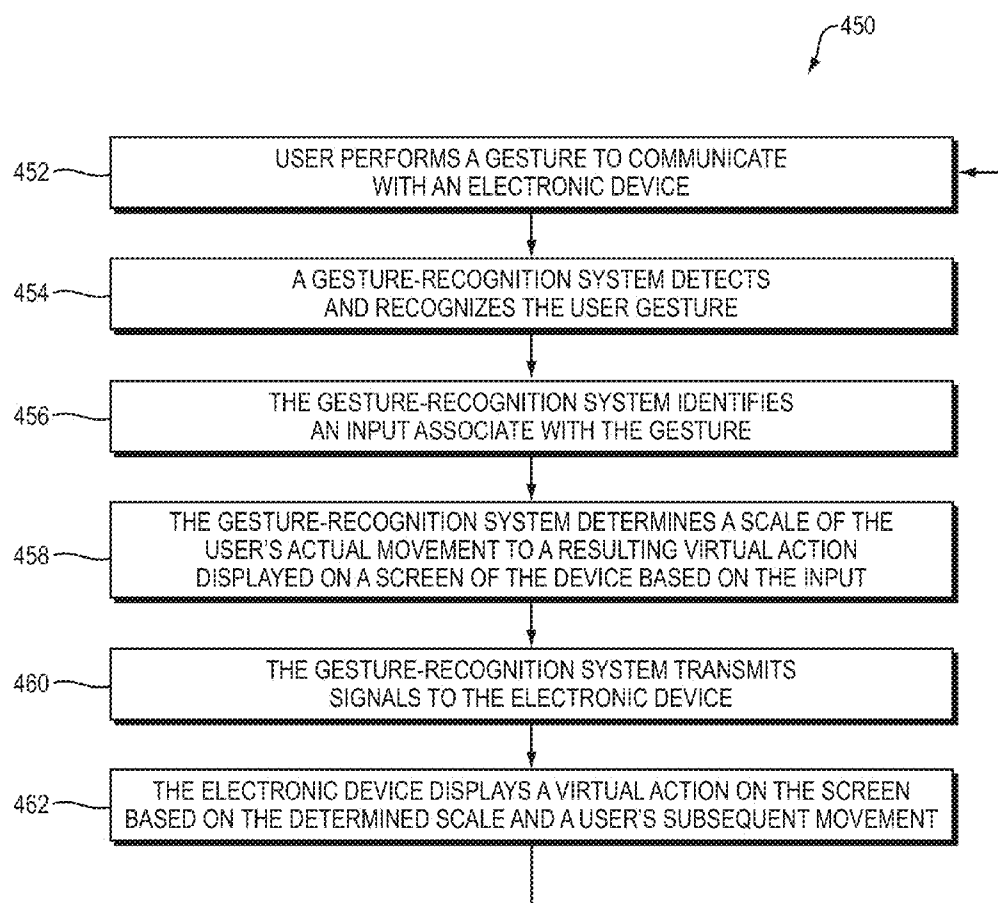 450
452
USER PERFORMS A GESTURE TO COMMUNICATE
WITH AN ELECTRONIC DEVICE
454
A GESTURE-RECOGNITION SYSTEM DETECTS
AND RECOGNIZES THE USER GESTURE
456
THE GESTURE-RECOGNITION SYSTEM IDENTIFIES
AN INPUT ASSOCIATE WITH THE GESTURE
458
THE GESTURE-RECOGNITION SYSTEM DETERMINES A SCALE OF THE
USER'S ACTUAL MOVEMENT TO A RESULTING VIRTUAL ACTION
DISPLAYED ON A SCREEN OF THE DEVICE BASED ON THE INPUT
460
THE GESTURE-RECOGNITION SYSTEM TRANSMITS
SIGNALS TO THE ELECTRONIC DEVICE
462
THE ELECTRONIC DEVICE DISPLAYS A VIRTUAL ACTION ON THE SCREEN
BASED ON THE DETERMINED SCALE AND A USER'S SUBSEQUENT MOVEMENT